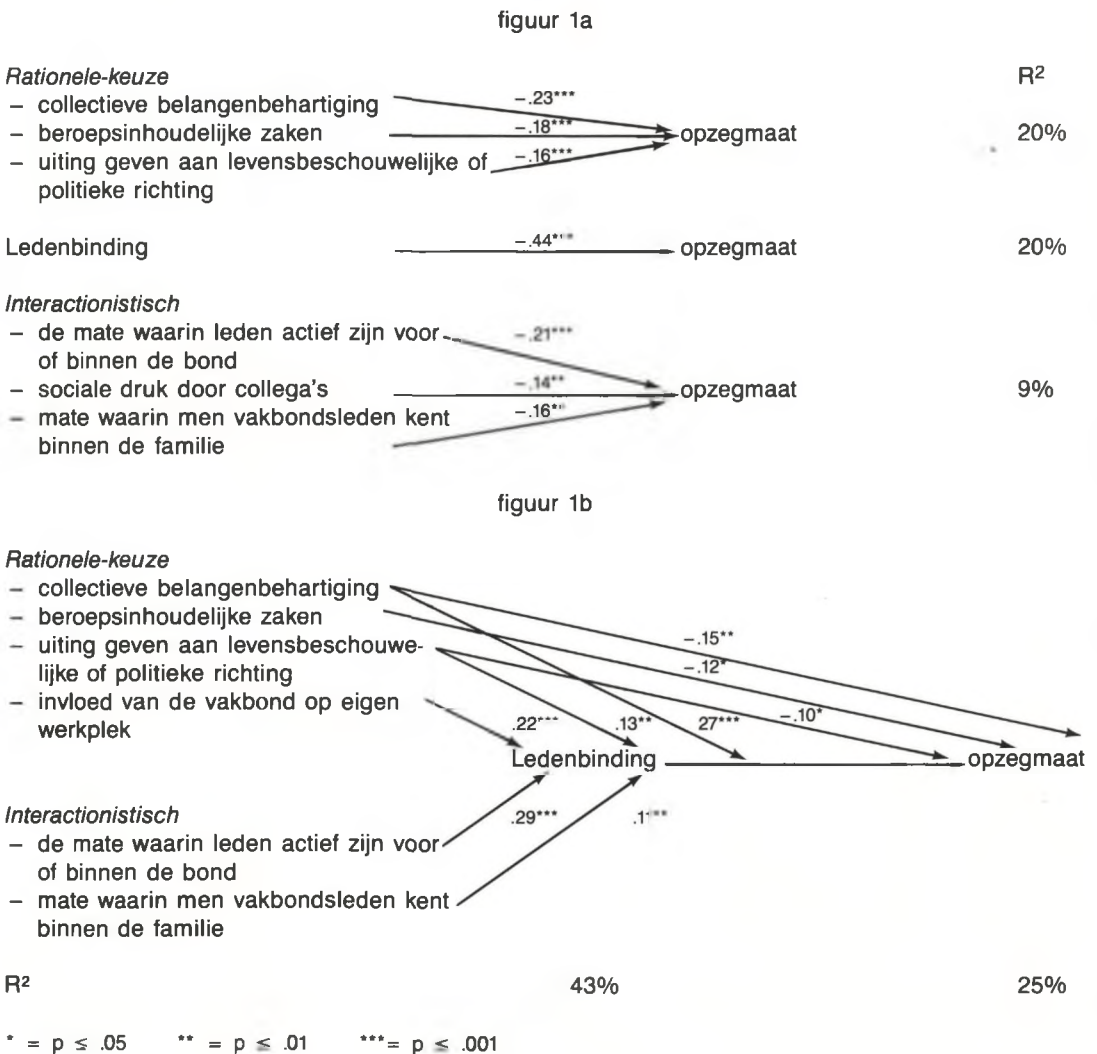 figuur 1a
Rationele-keuze R²
– collectieve belangenbehartiging -.23***
– beroepsinhoudelijke zaken -.18*** opzegmaat 20%
– uiting geven aan levensbeschouwelijke of -.16***
politieke richting
Ledenbinding -.44*** opzegmaat 20%
Interactionistisch
– de mate waarin leden actief zijn voor -.21***
of binnen de bond
– sociale druk door collega's -.14** opzegmaat 9%
– mate waarin men vakbondsleden kent -.16**
binnen de familie
figuur 1b
Rationele-keuze
– collectieve belangenbehartiging
– beroepsinhoudelijke zaken
– uiting geven aan levensbeschouwe- -.15**
lijke of politieke richting -.12*
– invloed van de vakbond op eigen
werkplek .22*** .13** 27*** -.10*
Ledenbinding opzegmaat
Interactionistisch .29*** .1***
– de mate waarin leden actief zijn voor
of binnen de bond
– mate waarin men vakbondsleden kent
binnen de familie
R² 43% 25%
* = p ≤ .05 ** = p ≤ .01 ***= p ≤ .001